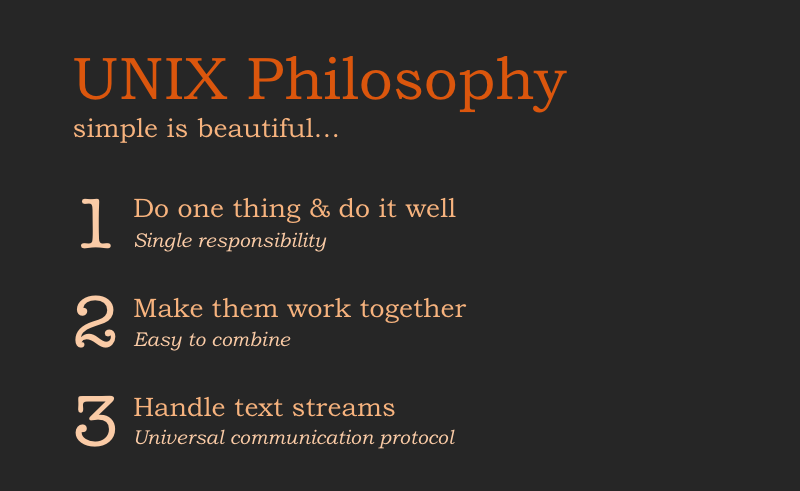 UNIX Philosophy
simple is beautiful...
1 Do one thing & do it well
Single responsibility
2 Make them work together
Easy to combine
3 Handle text streams
Universal communication protocol